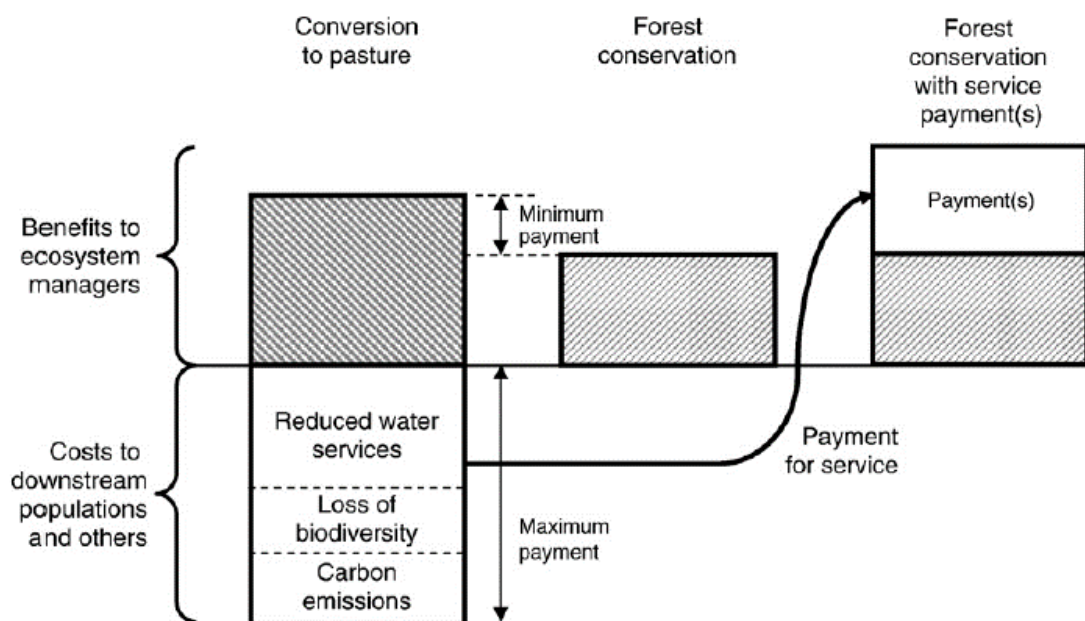 Conversion
to pasture
Forest
conservation
Forest
conservation
with service
payment(s)
Benefits to
ecosystem
managers
Minimum
payment
Payment(s)
Costs to
downstream
populations
and others
Reduced water
services
Loss of
biodiversity
Carbon
emissions
Maximum
payment
Payment
for service